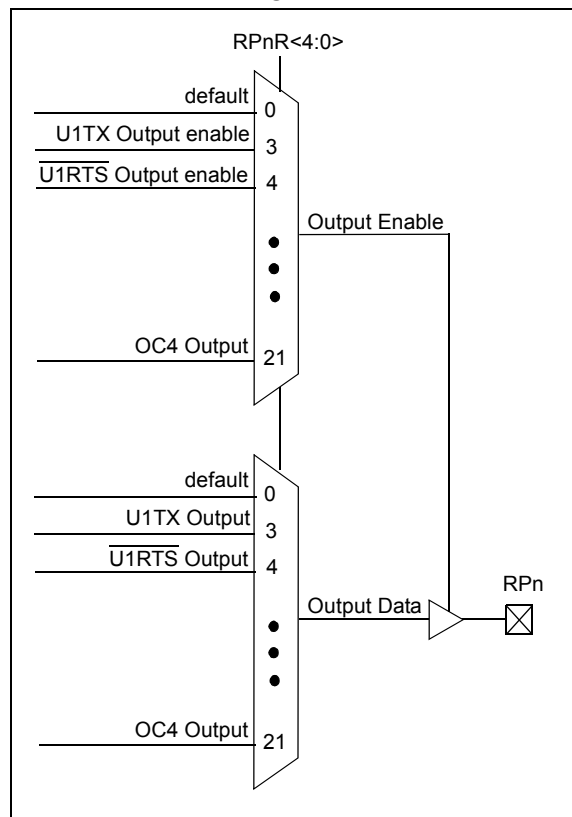 RPnR<4:0>
default
0
U1TX Output enable
3
U1RTS Output enable
4
Output Enable
OC4 Output
21
default
0
U1TX Output
3
U1RTS Output
4
RPn
Output Data
OC4 Output
21